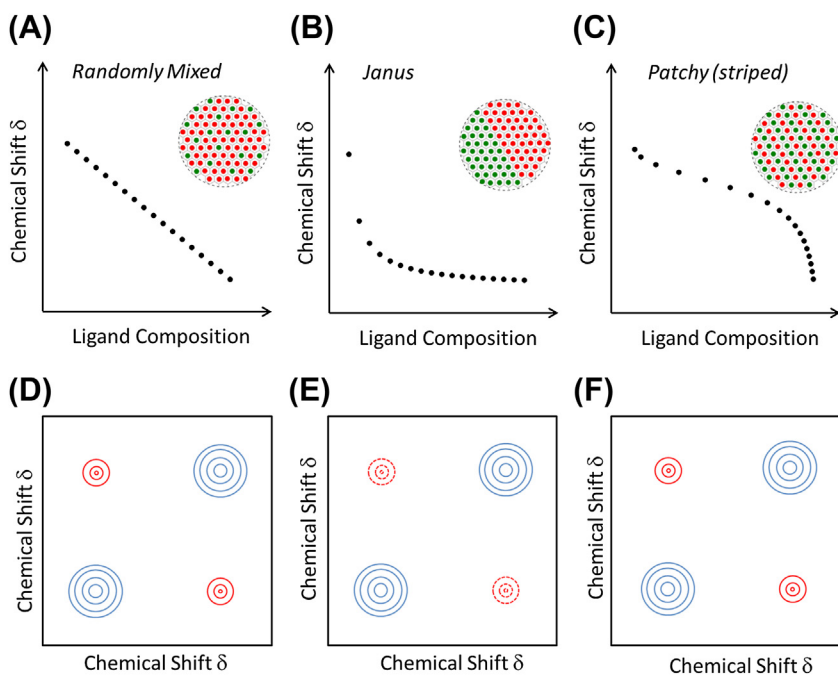 (A)
Randomly Mixed
Chemical Shift δ
Ligand Composition
(B)
Janus
Chemical Shift δ
Ligand Composition
(C)
Patchy (striped)
Chemical Shift δ
Ligand Composition
(D)
Chemical Shift δ
Chemical Shift δ
(E)
Chemical Shift δ
Chemical Shift δ
(F)
Chemical Shift δ
Chemical Shift δ